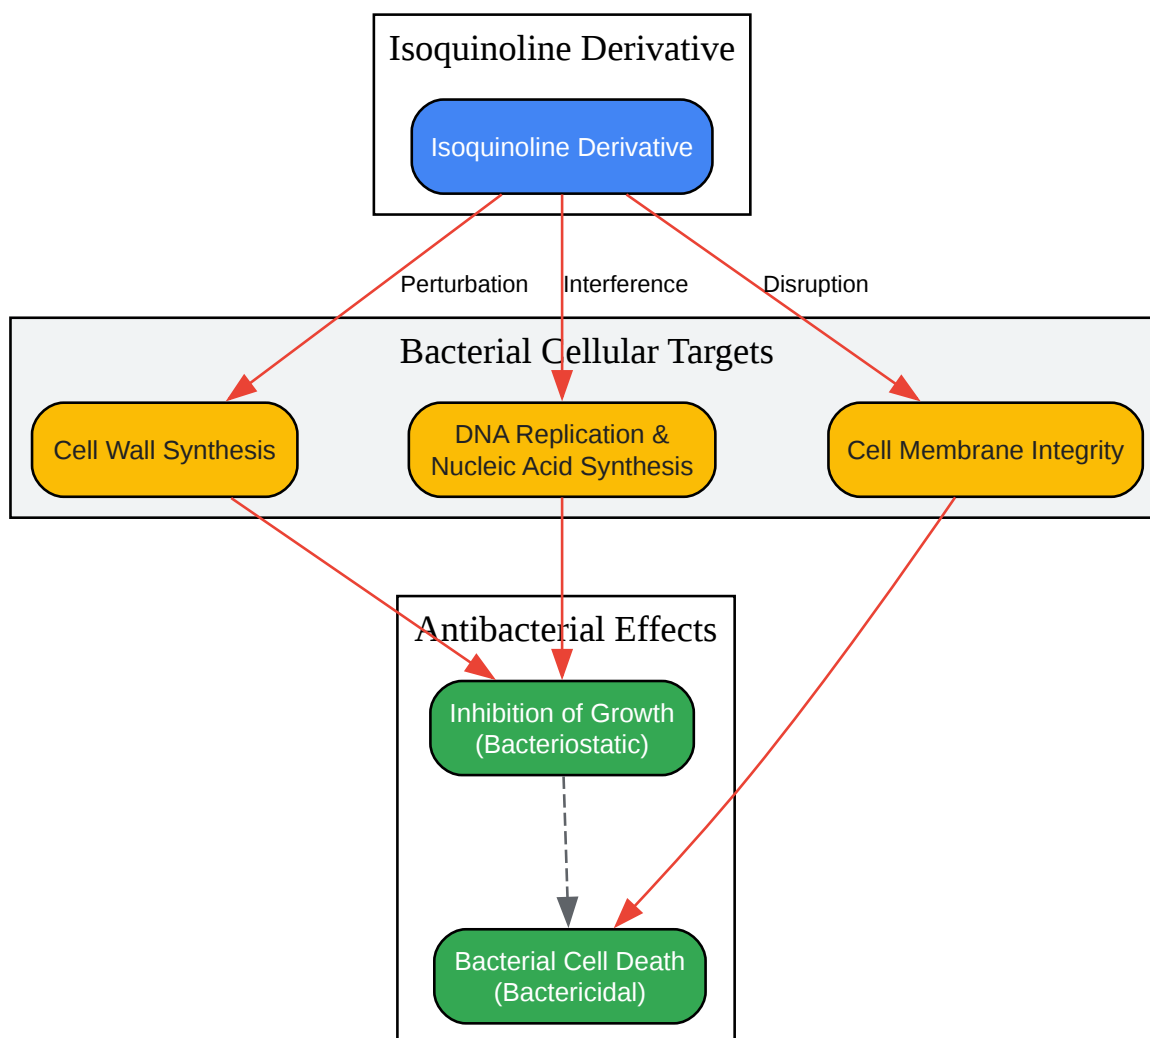 Isoquinoline Derivative
Isoquinoline Derivative
Perturbation
Interference
Disruption
Bacterial Cellular Targets
Cell Wall Synthesis
DNA Replication &
Nucleic Acid Synthesis
Cell Membrane Integrity
Antibacterial Effects
Inhibition of Growth
(Bacteriostatic)
Bacterial Cell Death
(Bactericidal)